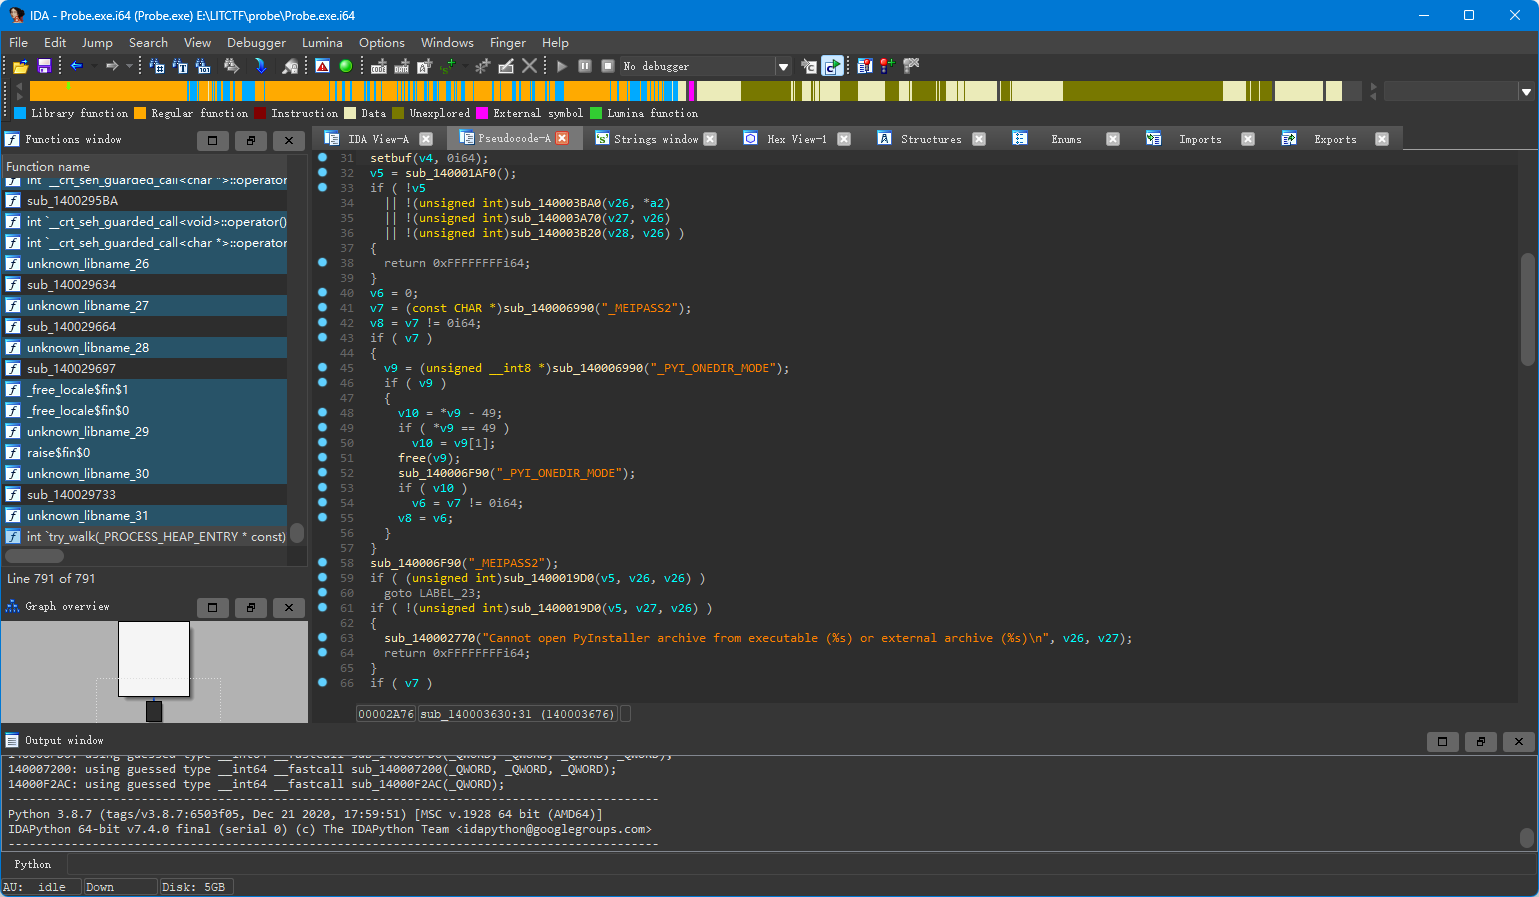 IDA - Probe.exe.i64 (Probe.exe) E:\LITCTF\probe\Probe.exe.i64
File Edit Jump Search View Debugger Lumina Options Windows Finger Help
No debugger
Library function Regular function Instruction Data Unexplored External symbol Lumina function
Functions window
IDA View-A Pseudocode-A Strings window Hex View-1 Structures Enums Imports Exports
Function name
int `__crt_seh_guarded_call<char *>::operator
sub_1400295BA
int `__crt_seh_guarded_call<void>::operator()
int `__crt_seh_guarded_call<char *>::operator
unknown_libname_26
sub_140029634
unknown_libname_27
sub_140029664
unknown_libname_28
sub_140029697
_free_locale$fin$1
_free_locale$fin$0
unknown_libname_29
raise$fin$0
unknown_libname_30
sub_140029733
unknown_libname_31
int `try_walk(_PROCESS_HEAP_ENTRY * const)
Line 791 of 791
Graph overview
31 setbuf(v4, 0i64);
32 v5 = sub_140001AF0();
33 if ( !v5
34 || !(unsigned int)sub_140003BA0(v26, *a2)
35 || !(unsigned int)sub_140003A70(v27, v26)
36 || !(unsigned int)sub_140003B20(v28, v26) )
37 {
38 return 0xFFFFFFFFi64;
39 }
40 v6 = 0;
41 v7 = (const CHAR *)sub_140006990("_MEIPASS2");
42 v8 = v7 != 0i64;
43 if ( v7 )
44 {
45 v9 = (unsigned __int8 *)sub_140006990("_PYI_ONEDIR_MODE");
46 if ( v9 )
47 {
48 v10 = *v9 - 49;
49 if ( *v9 == 49 )
50 v10 = v9[1];
51 free(v9);
52 sub_140006F90("_PYI_ONEDIR_MODE");
53 if ( v10 )
54 v6 = v7 != 0i64;
55 v8 = v6;
56 }
57 }
58 sub_140006F90("_MEIPASS2");
59 if ( (unsigned int)sub_1400019D0(v5, v26, v26) )
60 goto LABEL_23;
61 if ( !(unsigned int)sub_1400019D0(v5, v27, v26) )
62 {
63 sub_140002770("Cannot open PyInstaller archive from executable (%s) or external archive (%s)\n", v26, v27);
64 return 0xFFFFFFFFi64;
65 }
66 if ( v7 )
00002A76 sub_140003630:31 (140003676)
Output window
140007200: using guessed type __int64 __fastcall sub_140007200(_QWORD, _QWORD, _QWORD);
14000F2AC: using guessed type __int64 __fastcall sub_14000F2AC(_QWORD);
---------------------------------------------------------------------------------------------
Python 3.8.7 (tags/v3.8.7:6503f05, Dec 21 2020, 17:59:51) [MSC v.1928 64 bit (AMD64)]
IDAPython 64-bit v7.4.0 final (serial 0) (c) The IDAPython Team <idapython@googlegroups.com>
---------------------------------------------------------------------------------------------
Python
AU: idle Down Disk: 5GB